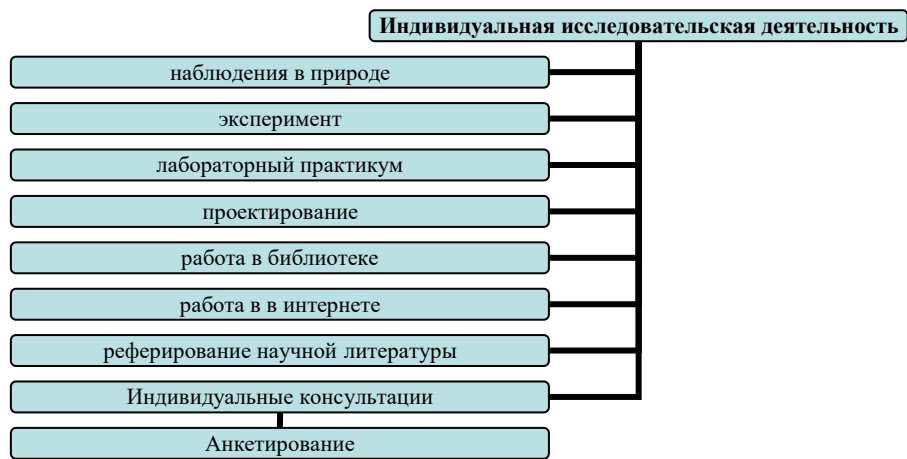 Индивидуальная исследовательская деятельность
наблюдения в природе
эксперимент
лабораторный практикум
проектирование
работа в библиотеке
работа в в интернете
реферирование научной литературы
Индивидуальные консультации
Анкетирование